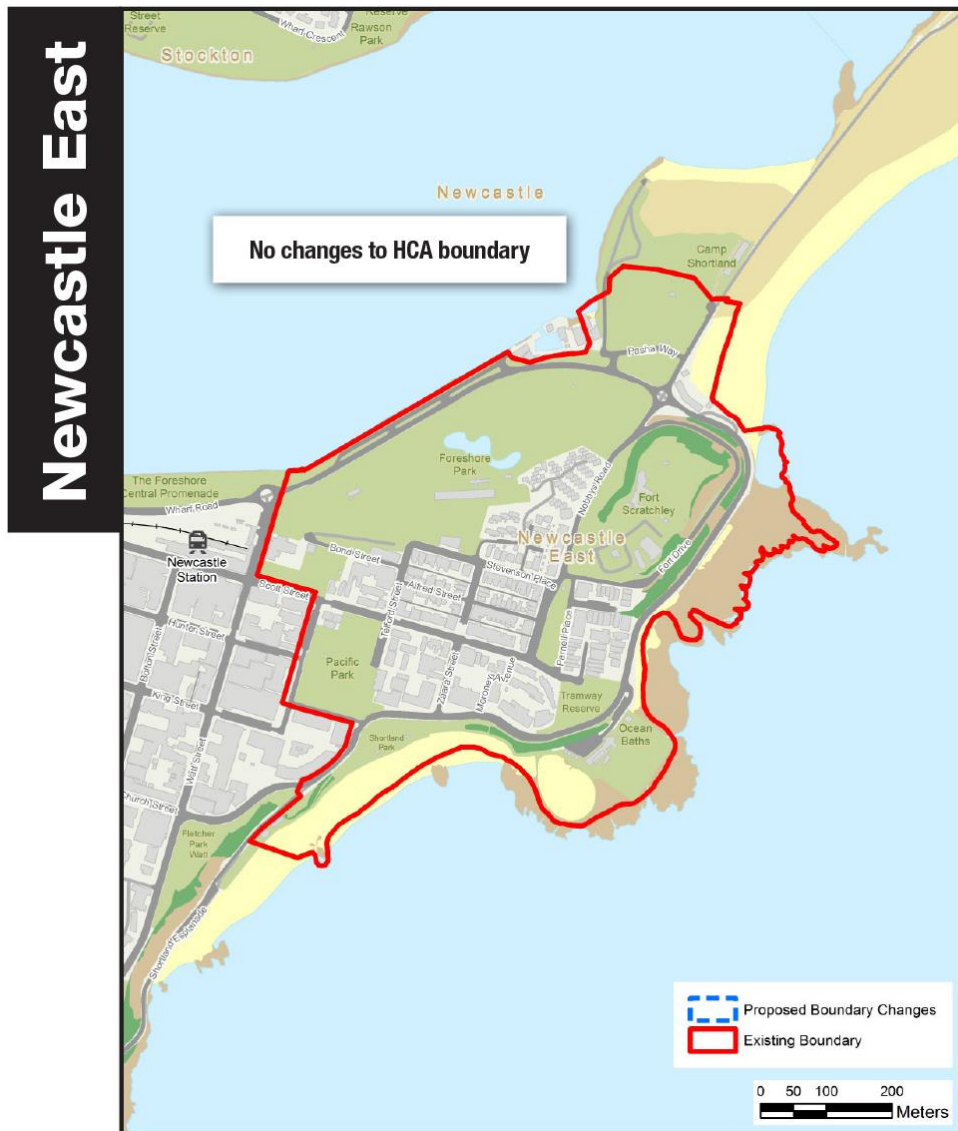 Newcastle East
Street
Reserve
Wharf Crescent
Reserve
Rawson
Park
Stockton
Newcastle
No changes to HCA boundary
Camp
Shortland
Pasha Way
Foreshore
Park
Nobbys Road
Fort
Scratchley
The Foreshore
Central Promenade
Wharf Road
Newcastle
Station
Bond Street
Newcastle
East
Stevenson Place
Fort Drive
Scott Street
Alfred Street
Telford Street
Hunter Street
Parnell Place
Bolton Street
Pacific
Park
Zaara Street
Moroney
Avenue
King Street
Tramway
Reserve
Shortland
Park
Ocean
Baths
Watt Street
Church Street
Fletcher
Park
Watt
Shortland Esplanade
Proposed Boundary Changes
Existing Boundary
0 50 100 200
Meters